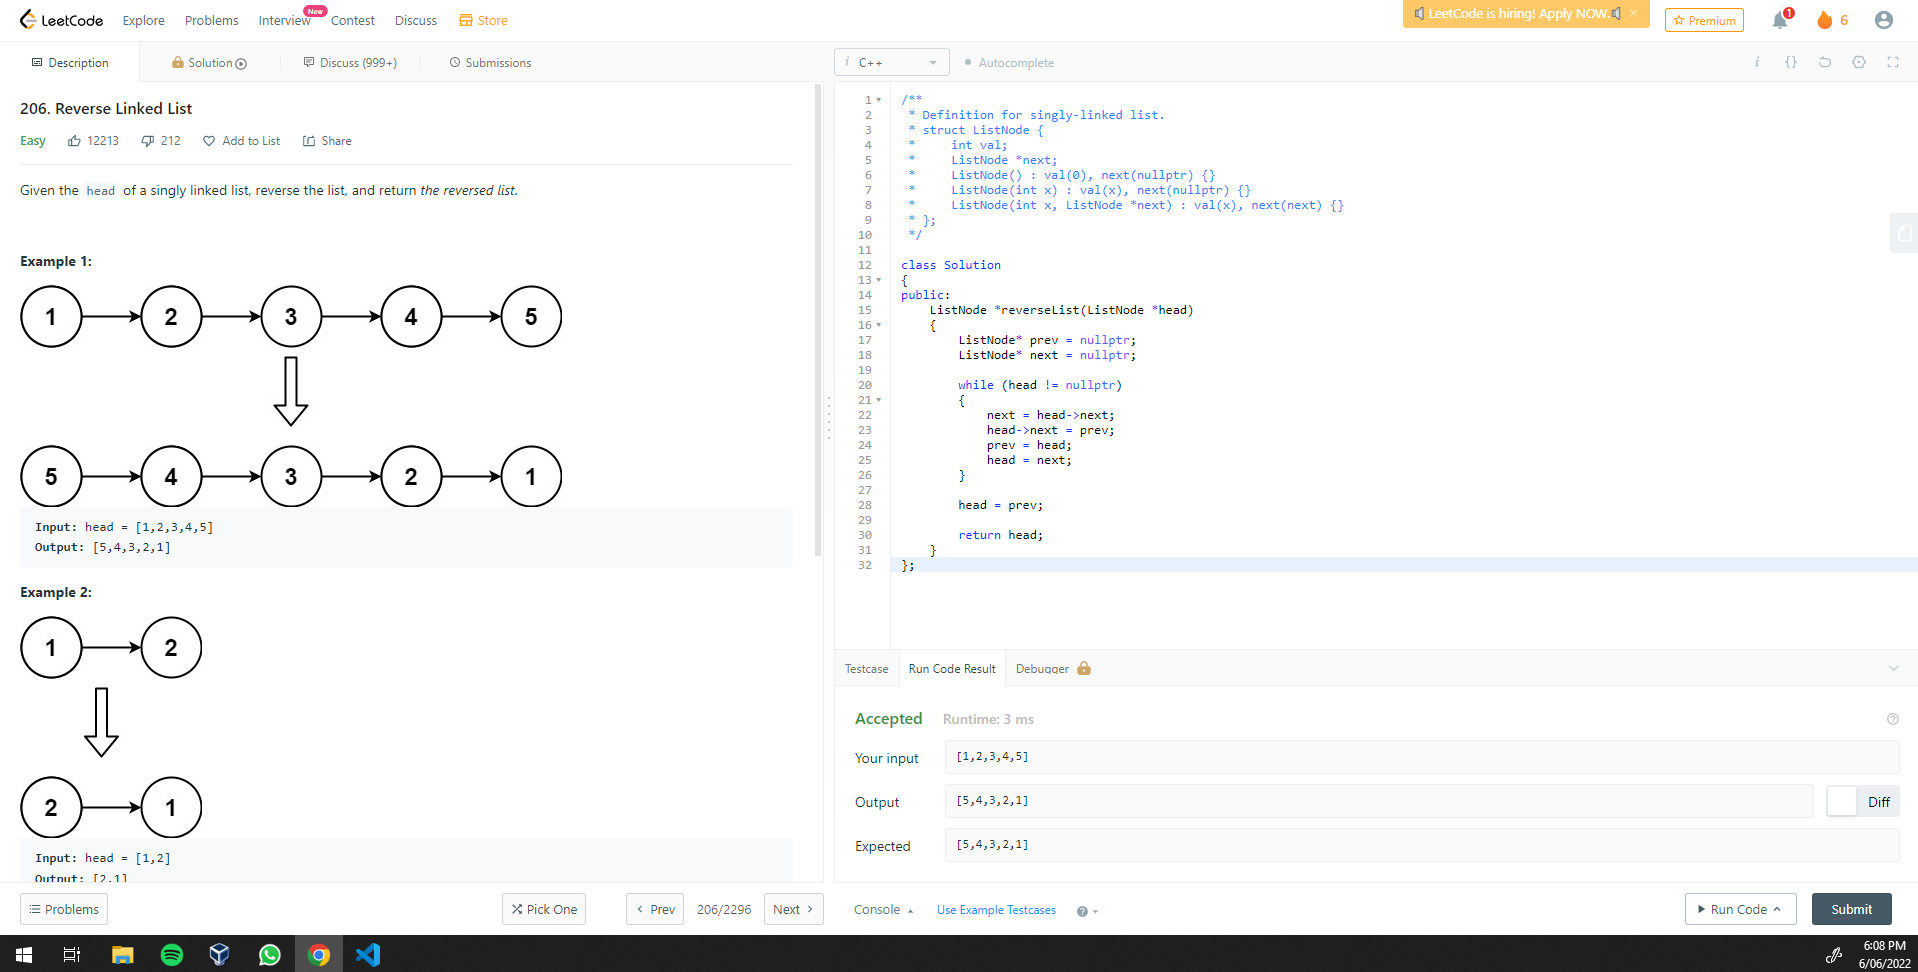 LeetCode Explore Problems Interview New Contest Discuss Store LeetCode is hiring! Apply NOW. × Premium 1 6
Description Solution Discuss (999+) Submissions
i C++ Autocomplete i {}
206. Reverse Linked List
Easy 12213 212 Add to List Share
Given the head of a singly linked list, reverse the list, and return the reversed list.
Example 1:
1 2 3 4 5
5 4 3 2 1
Input: head = [1,2,3,4,5]
Output: [5,4,3,2,1]
Example 2:
1 2
2 1
Input: head = [1,2]
Output: [2,1]
Problems Pick One Prev 206/2296 Next
1 /**
2 * Definition for singly-linked list.
3 * struct ListNode {
4 *     int val;
5 *     ListNode *next;
6 *     ListNode() : val(0), next(nullptr) {}
7 *     ListNode(int x) : val(x), next(nullptr) {}
8 *     ListNode(int x, ListNode *next) : val(x), next(next) {}
9 * };
10 */
11
12 class Solution
13 {
14 public:
15     ListNode *reverseList(ListNode *head)
16     {
17         ListNode* prev = nullptr;
18         ListNode* next = nullptr;
19
20         while (head != nullptr)
21         {
22             next = head->next;
23             head->next = prev;
24             prev = head;
25             head = next;
26         }
27
28         head = prev;
29
30         return head;
31     }
32 };
Testcase Run Code Result Debugger
Accepted Runtime: 3 ms
Your input [1,2,3,4,5]
Output [5,4,3,2,1] Diff
Expected [5,4,3,2,1]
Console Use Example Testcases Run Code Submit
6:08 PM
6/06/2022